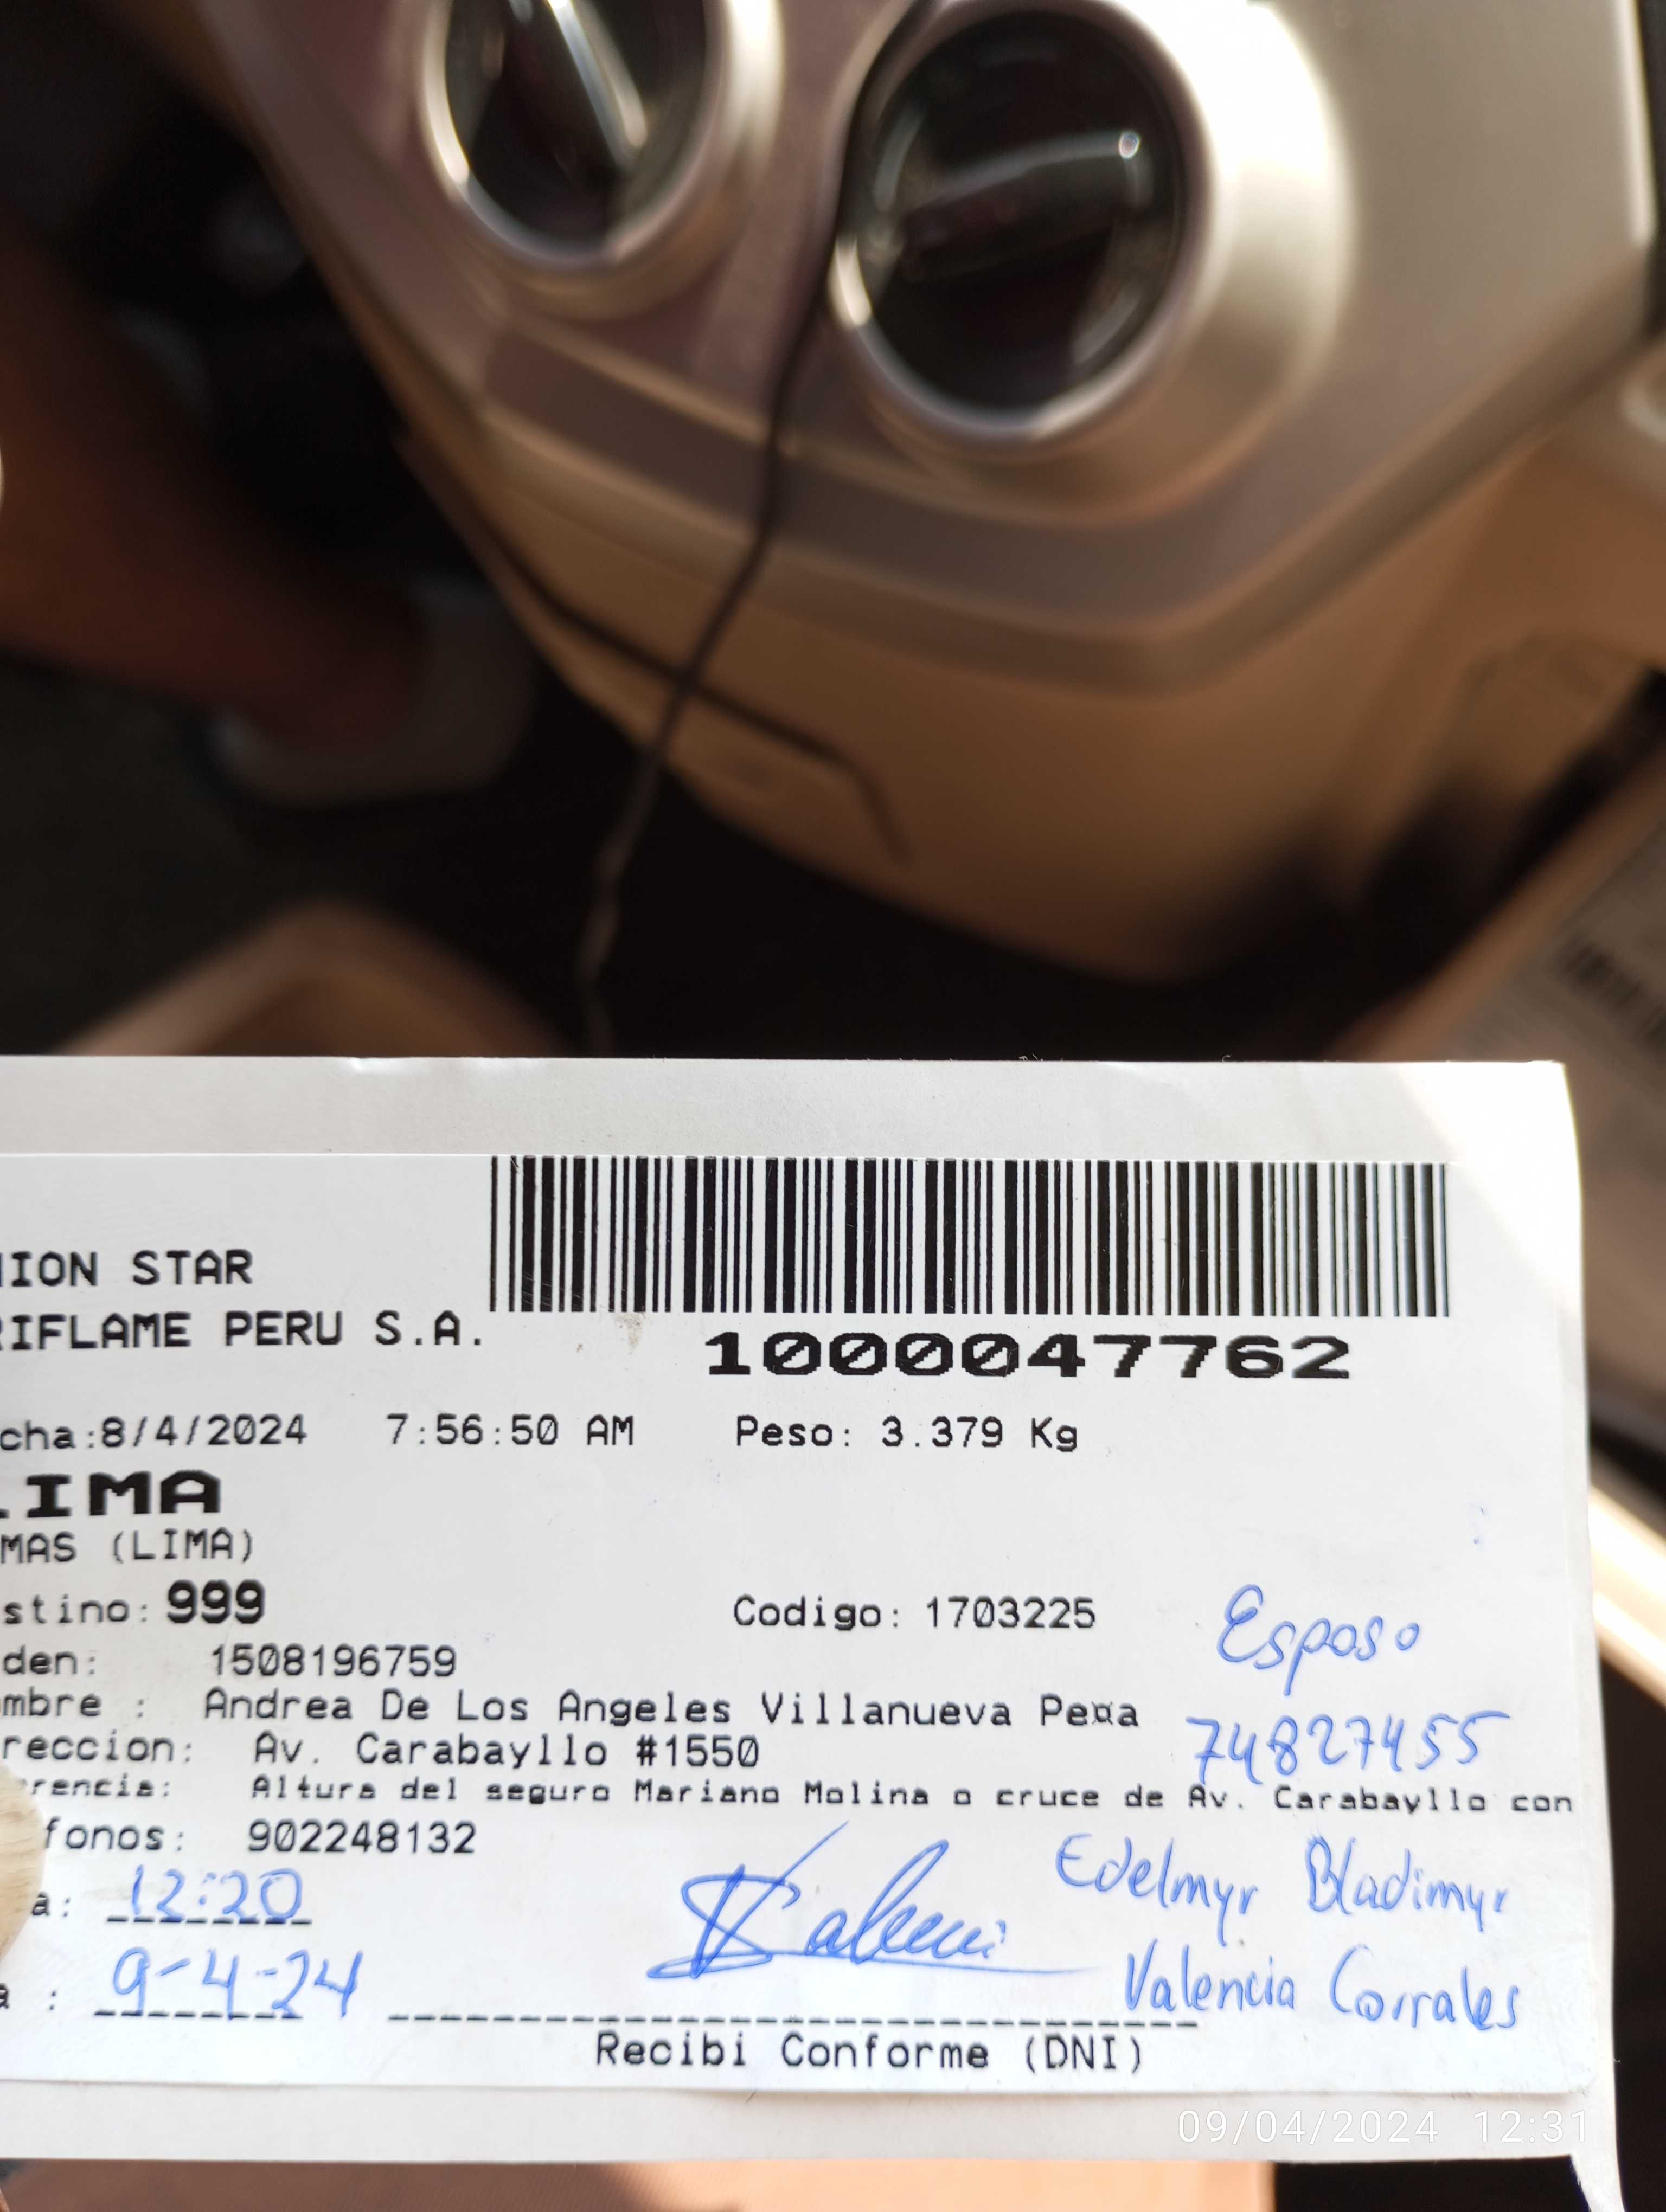 ION STAR
RIFLAME PERU S.A.
1000047762
cha:8/4/2024 7:56:50 AM Peso: 3.379 Kg
LIMA
MAS (LIMA)
stino: 999 Codigo: 1703225
Esposo
den: 1508196759
mbre : Andrea De Los Angeles Villanueva Pe¤a
74827455
reccion: Av. Carabayllo #1550
rencia: Altura del seguro Mariano Molina o cruce de Av. Carabayllo con
fonos: 902248132
Edelmyr Bladimyr
a: 12:20
Valencia Corrales
a : 9-4-24
Recibi Conforme (DNI)
09/04/2024 12:31